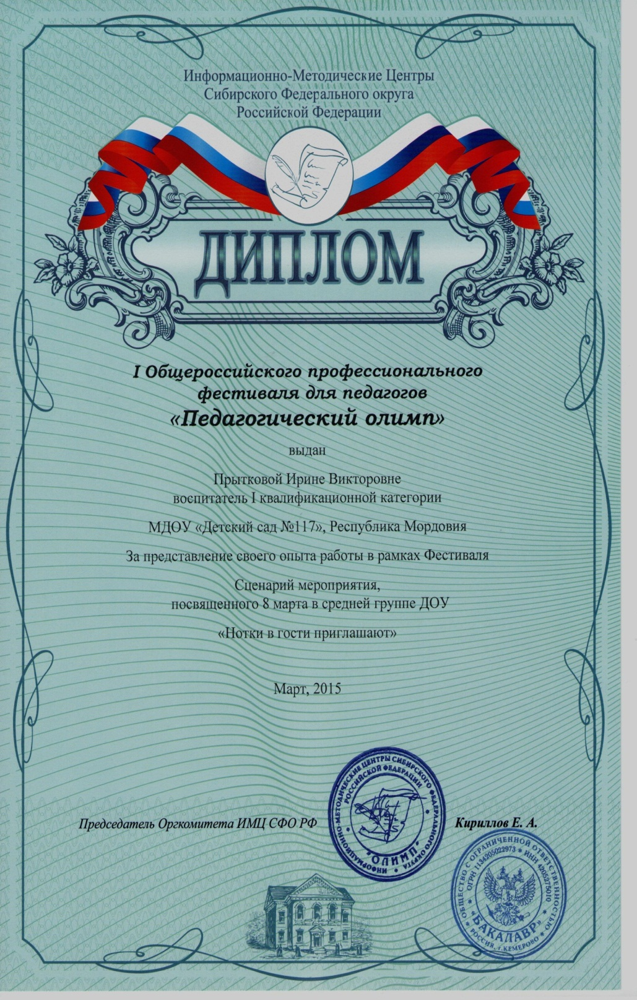 Информационно-Методические Центры
Сибирского Федерального округа
Российской Федерации
ДИПЛОМ
I Общероссийского профессионального
фестиваля для педагогов
«Педагогический олимп»
выдан
Прытковой Ирине Викторовне
воспитатель I квалификационной категории
МДОУ «Детский сад №117», Республика Мордовия
За представление своего опыта работы в рамках Фестиваля
Сценарий мероприятия,
посвященного 8 марта в средней группе ДОУ
«Нотки в гости приглашают»
Март, 2015
ИНФОРМАЦИОННО-МЕТОДИЧЕСКИЕ ЦЕНТРЫ СИБИРСКОГО ФЕДЕРАЛЬНОГО ОКРУГА
РОССИЙСКОЙ ФЕДЕРАЦИИ
"ОЛИМП"
Председатель Оргкомитета ИМЦ СФО РФ
Кириллов Е. А.
ОБЩЕСТВО С ОГРАНИЧЕННОЙ ОТВЕТСТВЕННОСТЬЮ
ОГРН 1134205022973 * ИНН 4205275010
«БАКАЛАВР»
РОССИЯ, г.КЕМЕРОВО